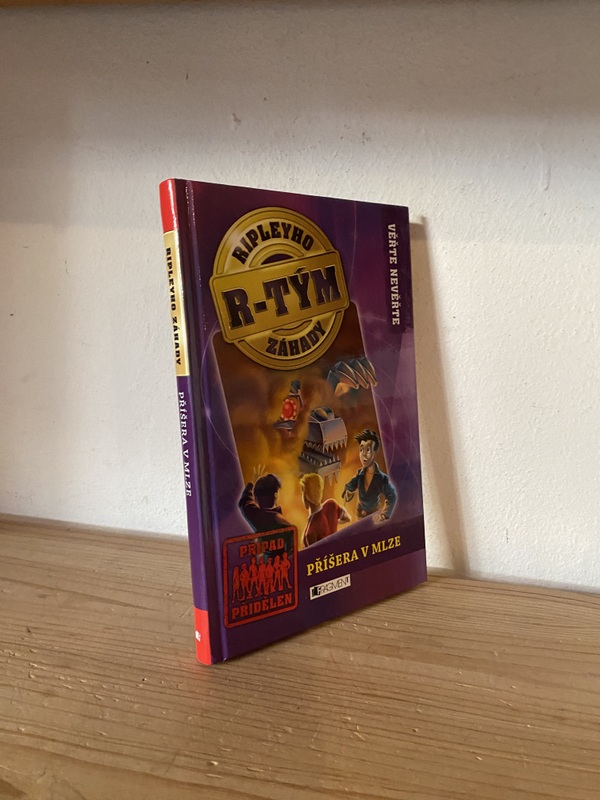 RIPLEYHO ZÁHADY
PŘÍŠERA V MLZE
RIPLEYHO
R-TÝM
ZÁHADY
VĚŘTE NEVĚŘTE
PŘÍPAD
PŘIDĚLEN
PŘÍŠERA V MLZE
FRAGMENT